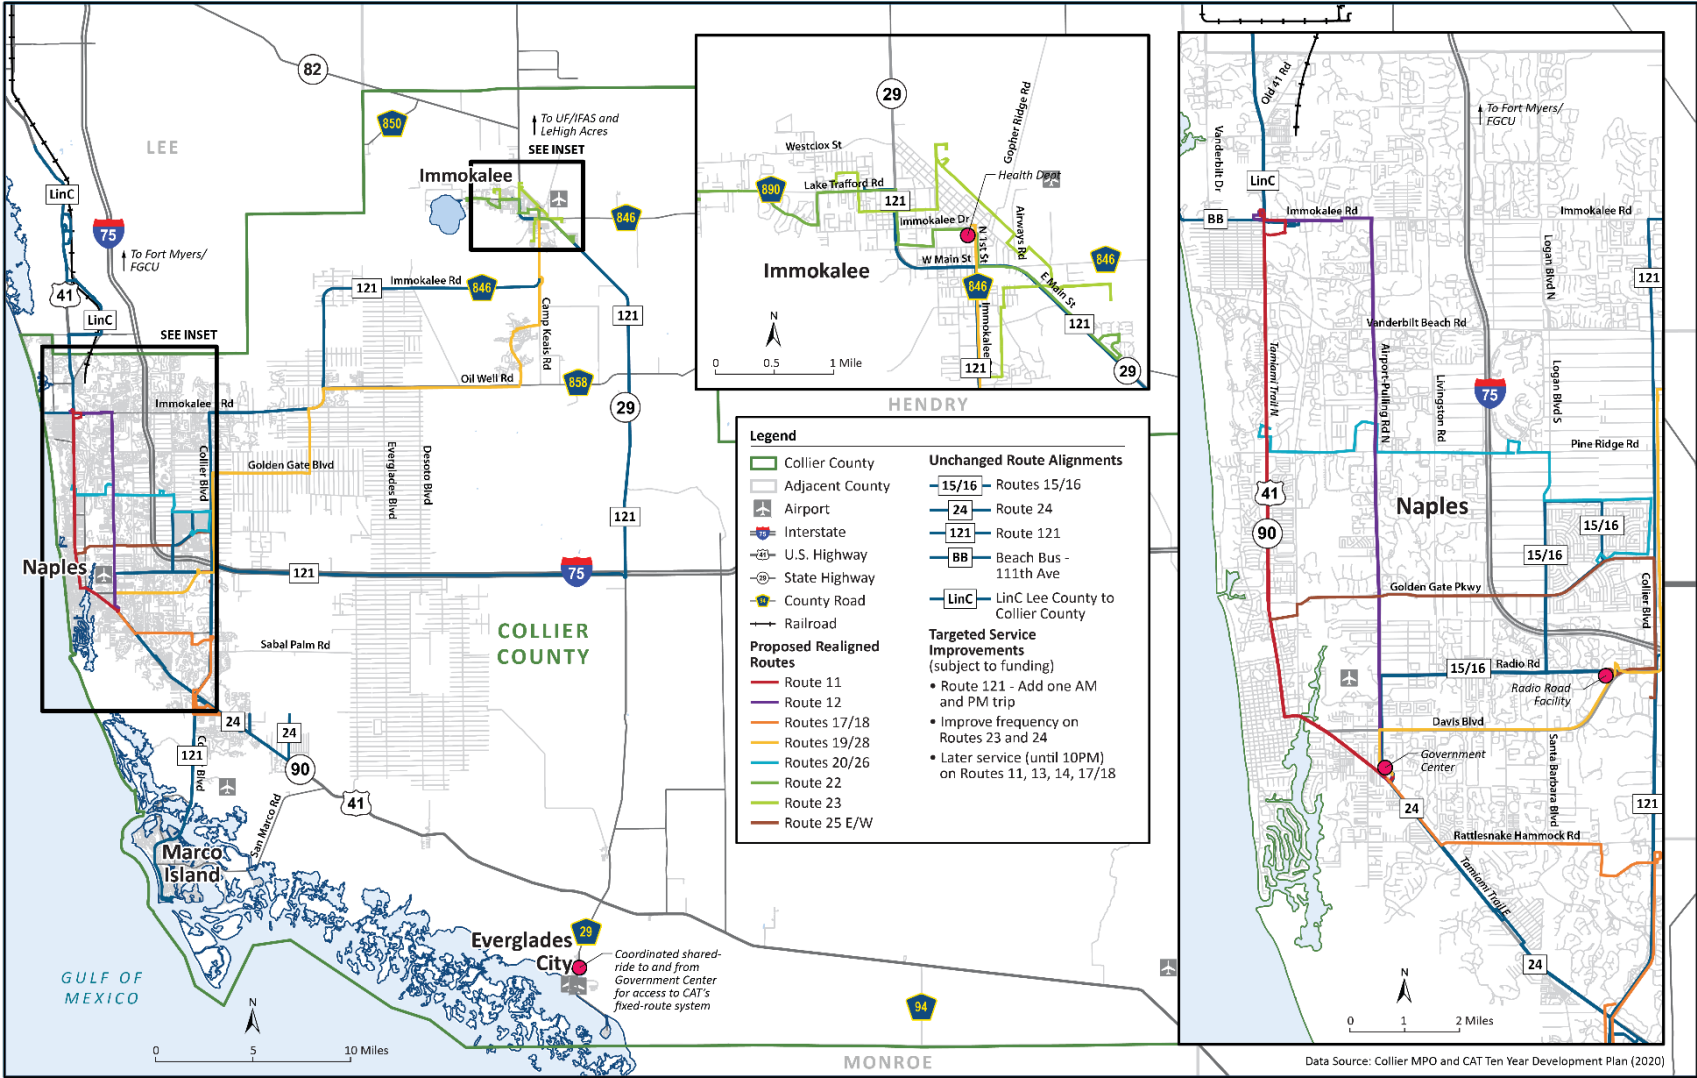 82
850
LEE
To UF/IFAS and
LeHigh Acres
SEE INSET
Immokalee
846
LinC
75
To Fort Myers/
FGCU
41
LinC
SEE INSET
121
Immokalee Rd
846
121
Camp Keais Rd
Oil Well Rd
858
29
Immokalee Rd
Collier Blvd
Golden Gate Blvd
Everglades Blvd
Desoto Blvd
121
Naples
121
75
COLLIER
COUNTY
Sabal Palm Rd
24
24
121
90
41
San Marco Rd
Marco
Island
Everglades
City
29
Coordinated shared-
ride to and from
Government Center
for access to CAT's
fixed-route system
94
GULF OF
MEXICO
N
0 5 10 Miles
MONROE
HENDRY
29
Gopher Ridge Rd
Westclox St
Health Dept
890
Lake Trafford Rd
121
Immokalee Dr
N 1st St
Airways Rd
W Main St
846
846
E Main St
Immokalee
Immokalee
121
121
29
N
0 0.5 1 Mile
Legend
Collier County
Adjacent County
Airport
75 Interstate
41 U.S. Highway
29 State Highway
County Road
Railroad
Proposed Realigned
Routes
Route 11
Route 12
Routes 17/18
Routes 19/28
Routes 20/26
Route 22
Route 23
Route 25 E/W
Unchanged Route Alignments
15/16 Routes 15/16
24 Route 24
121 Route 121
BB Beach Bus -
111th Ave
LinC LinC Lee County to
Collier County
Targeted Service
Improvements
(subject to funding)
• Route 121 - Add one AM
and PM trip
• Improve frequency on
Routes 23 and 24
• Later service (until 10PM)
on Routes 11, 13, 14, 17/18
Old 41 Rd
To Fort Myers/
FGCU
Vanderbilt Dr
LinC
BB
Immokalee Rd
Immokalee Rd
Logan Blvd N
121
Vanderbilt Beach Rd
Tamiami Trail N
Airport-Pulling Rd N
Livingston Rd
75
Logan Blvd S
Pine Ridge Rd
41
Naples
90
15/16
15/16
Golden Gate Pkwy
Collier Blvd
15/16
Radio Rd
Radio Road
Facility
Davis Blvd
Government
Center
Santa Barbara Blvd
24
121
Rattlesnake Hammock Rd
Tamiami Trail E
24
N
0 1 2 Miles
Data Source: Collier MPO and CAT Ten Year Development Plan (2020)